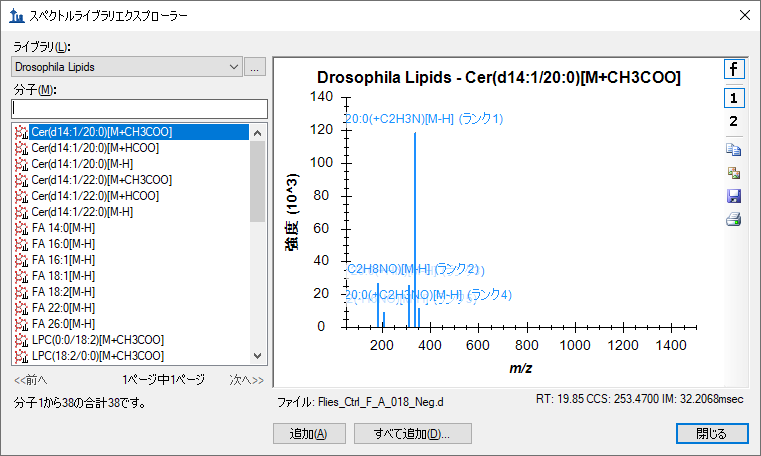 スペクトルライブラリエクスプローラー
ライブラリ(L):
Drosophila Lipids
...
分子(M):
Cer(d14:1/20:0)[M+CH3COO]
Cer(d14:1/20:0)[M+HCOO]
Cer(d14:1/20:0)[M-H]
Cer(d14:1/22:0)[M+CH3COO]
Cer(d14:1/22:0)[M+HCOO]
Cer(d14:1/22:0)[M-H]
FA 14:0[M-H]
FA 16:0[M-H]
FA 16:1[M-H]
FA 18:1[M-H]
FA 18:2[M-H]
FA 22:0[M-H]
FA 26:0[M-H]
LPC(0:0/18:2)[M+CH3COO]
LPC(18:2/0:0)[M+CH3COO]
<<前へ 1ページ中1ページ 次へ>>
分子1から38の合計38です。
Drosophila Lipids - Cer(d14:1/20:0)[M+CH3COO]
140
120
100
80
60
40
20
0
強度 (10^3)
20:0(+C2H3N)[M-H] (ランク1)
C2H8NO)[M-H] (ランク2)
20:0(+C2H3NO)[M-H] (ランク4)
200 400 600 800 1000 1200 1400
m/z
f
1
2
ファイル: Flies_Ctrl_F_A_018_Neg.d
RT: 19.85 CCS: 253.4700 IM: 32.2068msec
追加(A)
すべて追加(D)...
閉じる